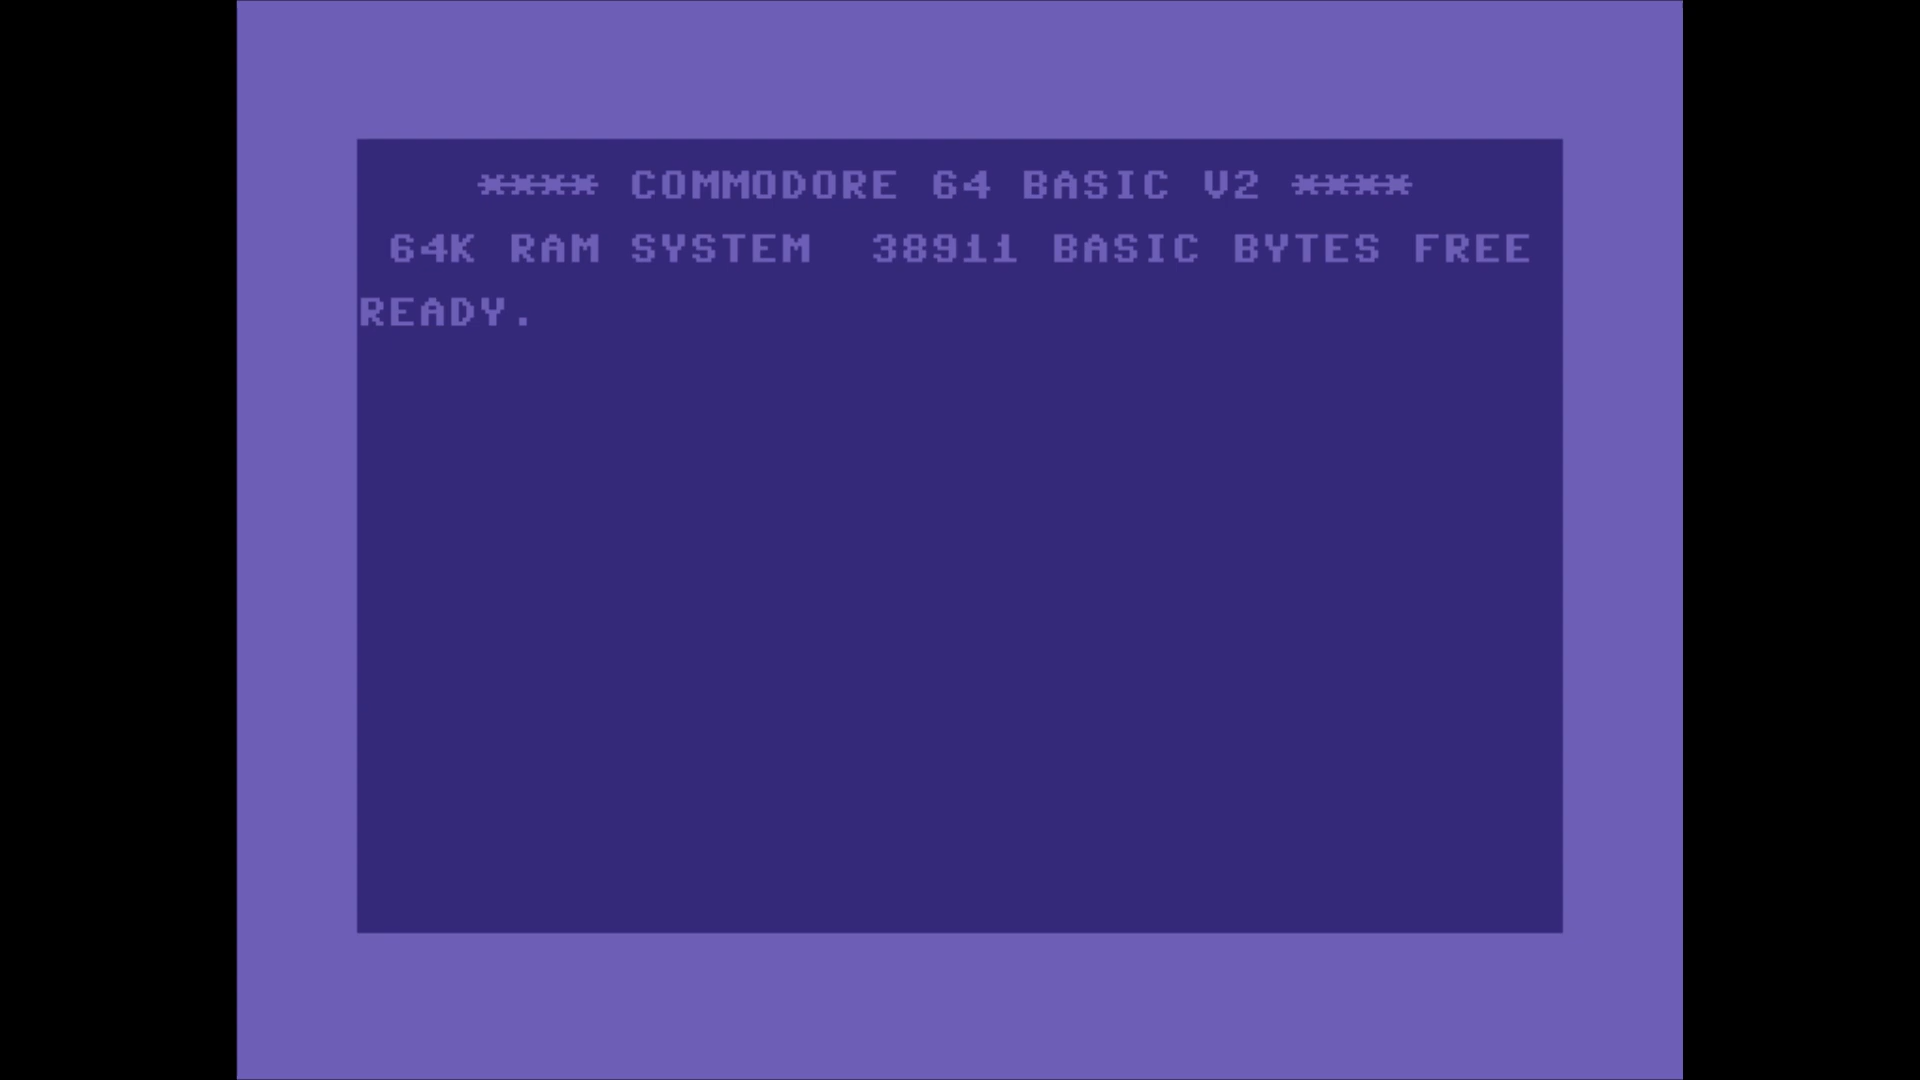 **** COMMODORE 64 BASIC V2 ****
64K RAM SYSTEM  38911 BASIC BYTES FREE
READY.